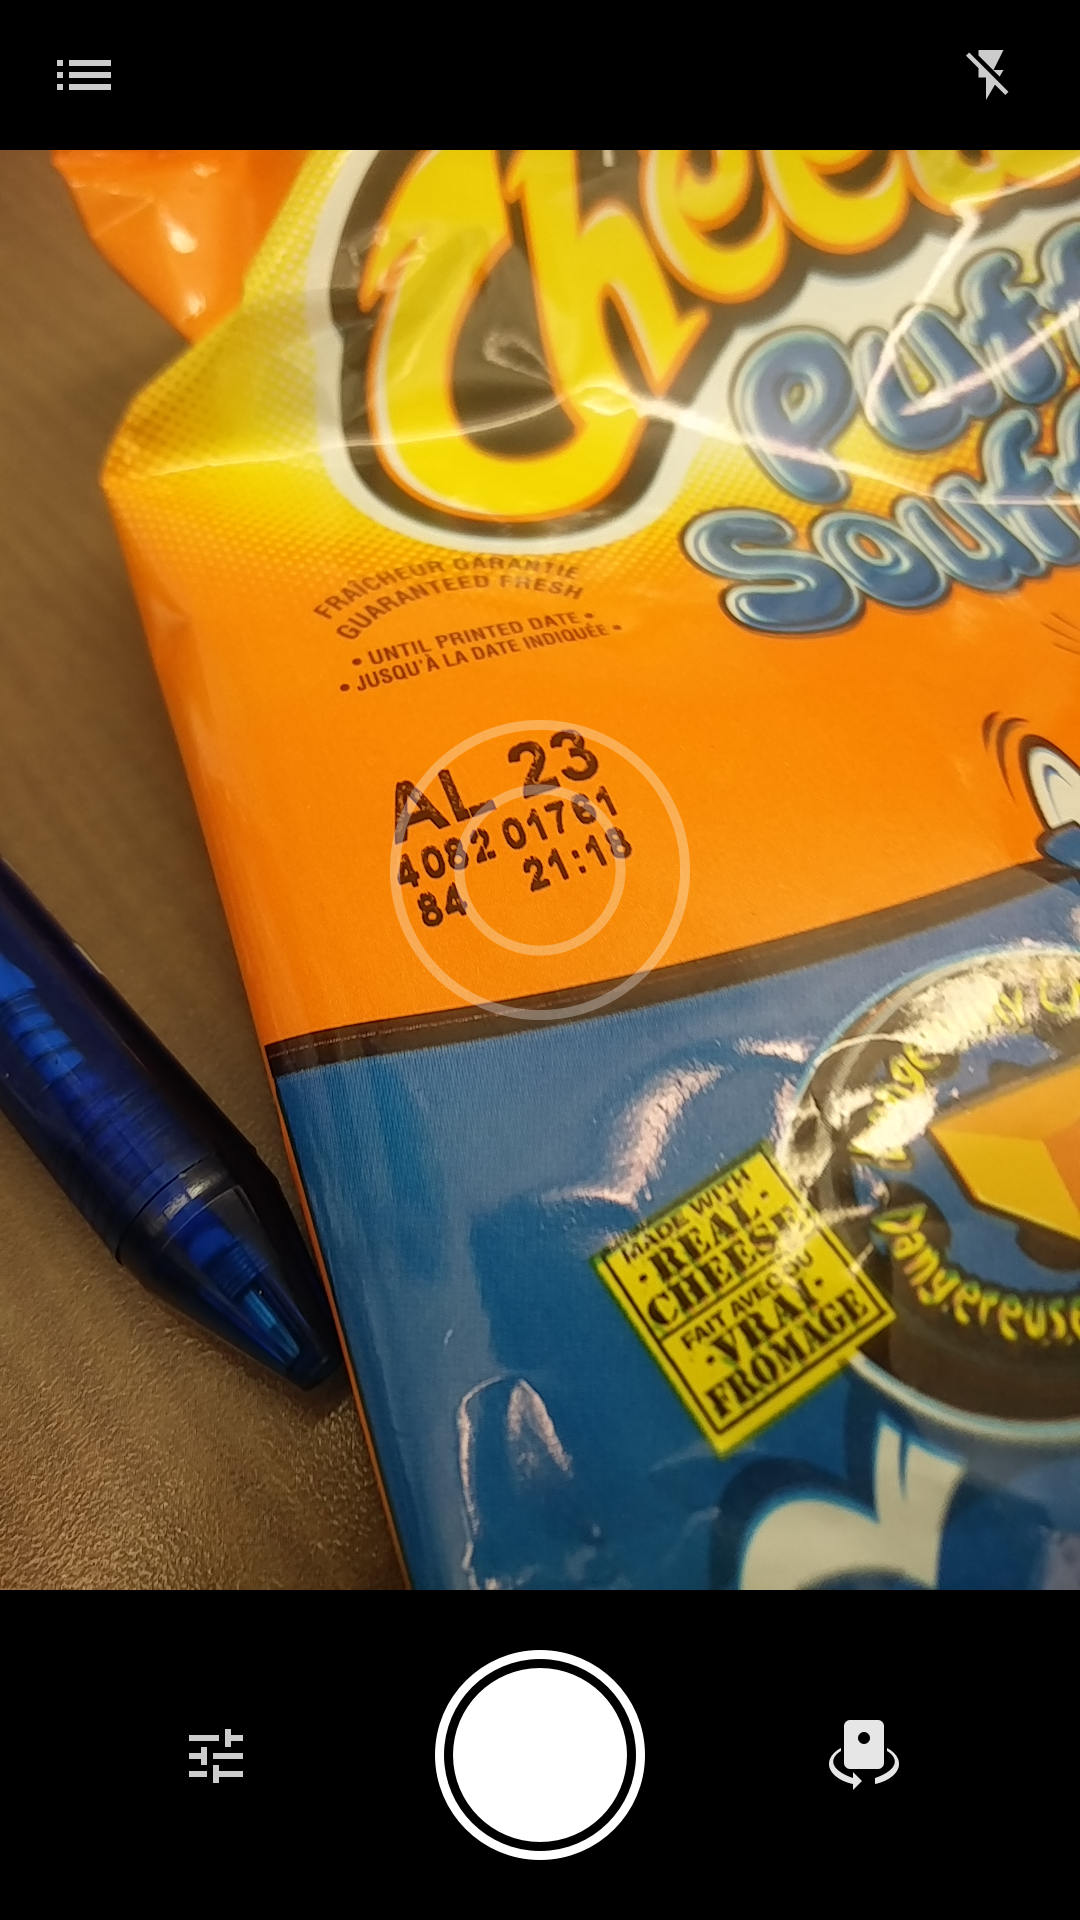 Chee
Puff
Souff
FRAÎCHEUR GARANTIE
GUARANTEED FRESH
• UNTIL PRINTED DATE •
• JUSQU'À LA DATE INDIQUÉE •
AL 23
4082 01761
84 21:18
MADE WITH
·REAL·
CHEESE
FAIT AVEC DU
·VRAI·
FROMAGE
Dangereuse